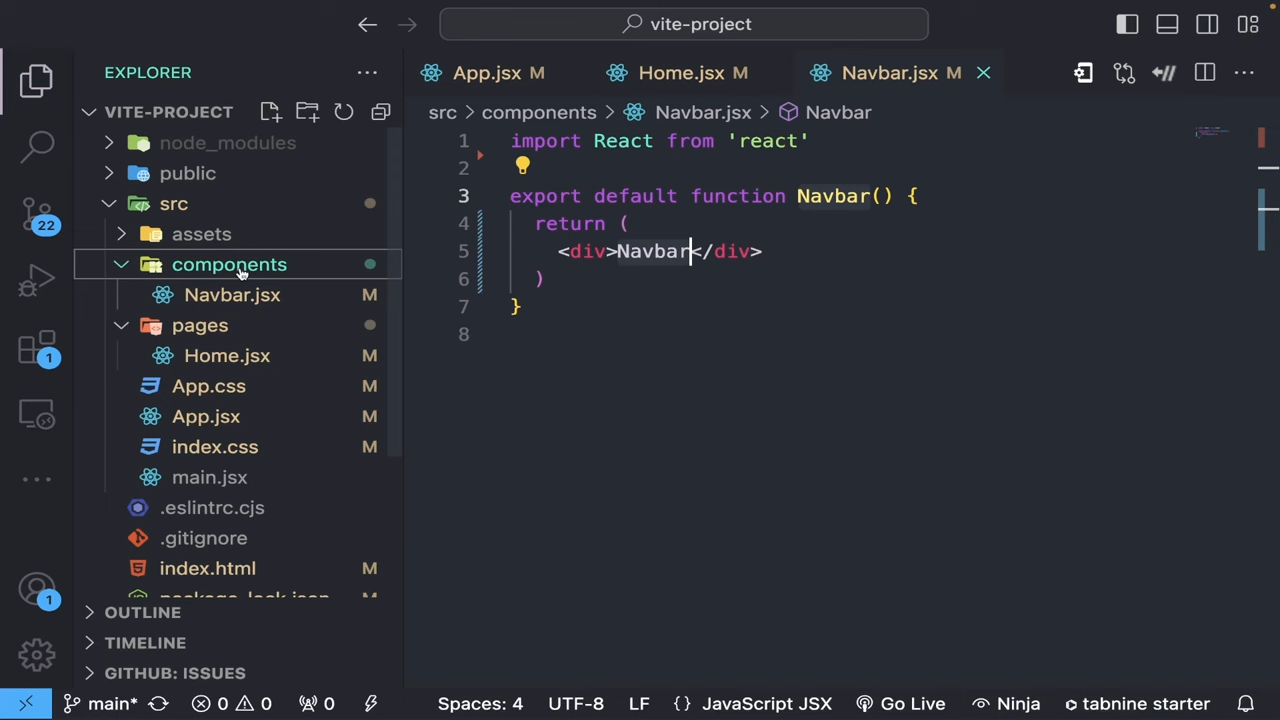 vite-project
EXPLORER
VITE-PROJECT
node_modules
public
src
assets
components
Navbar.jsx M
pages
Home.jsx M
App.css M
App.jsx M
index.css M
main.jsx
.eslintrc.cjs
.gitignore
index.html M
package-lock.json M
OUTLINE
TIMELINE
GITHUB: ISSUES
22
1
1
App.jsx M
Home.jsx M
Navbar.jsx M
src > components > Navbar.jsx > Navbar
1 import React from 'react'
2
3 export default function Navbar() {
4 return (
5 <div>Navbar</div>
6 )
7 }
8
main* 0 0 0 Spaces: 4 UTF-8 LF {} JavaScript JSX Go Live Ninja tabnine starter